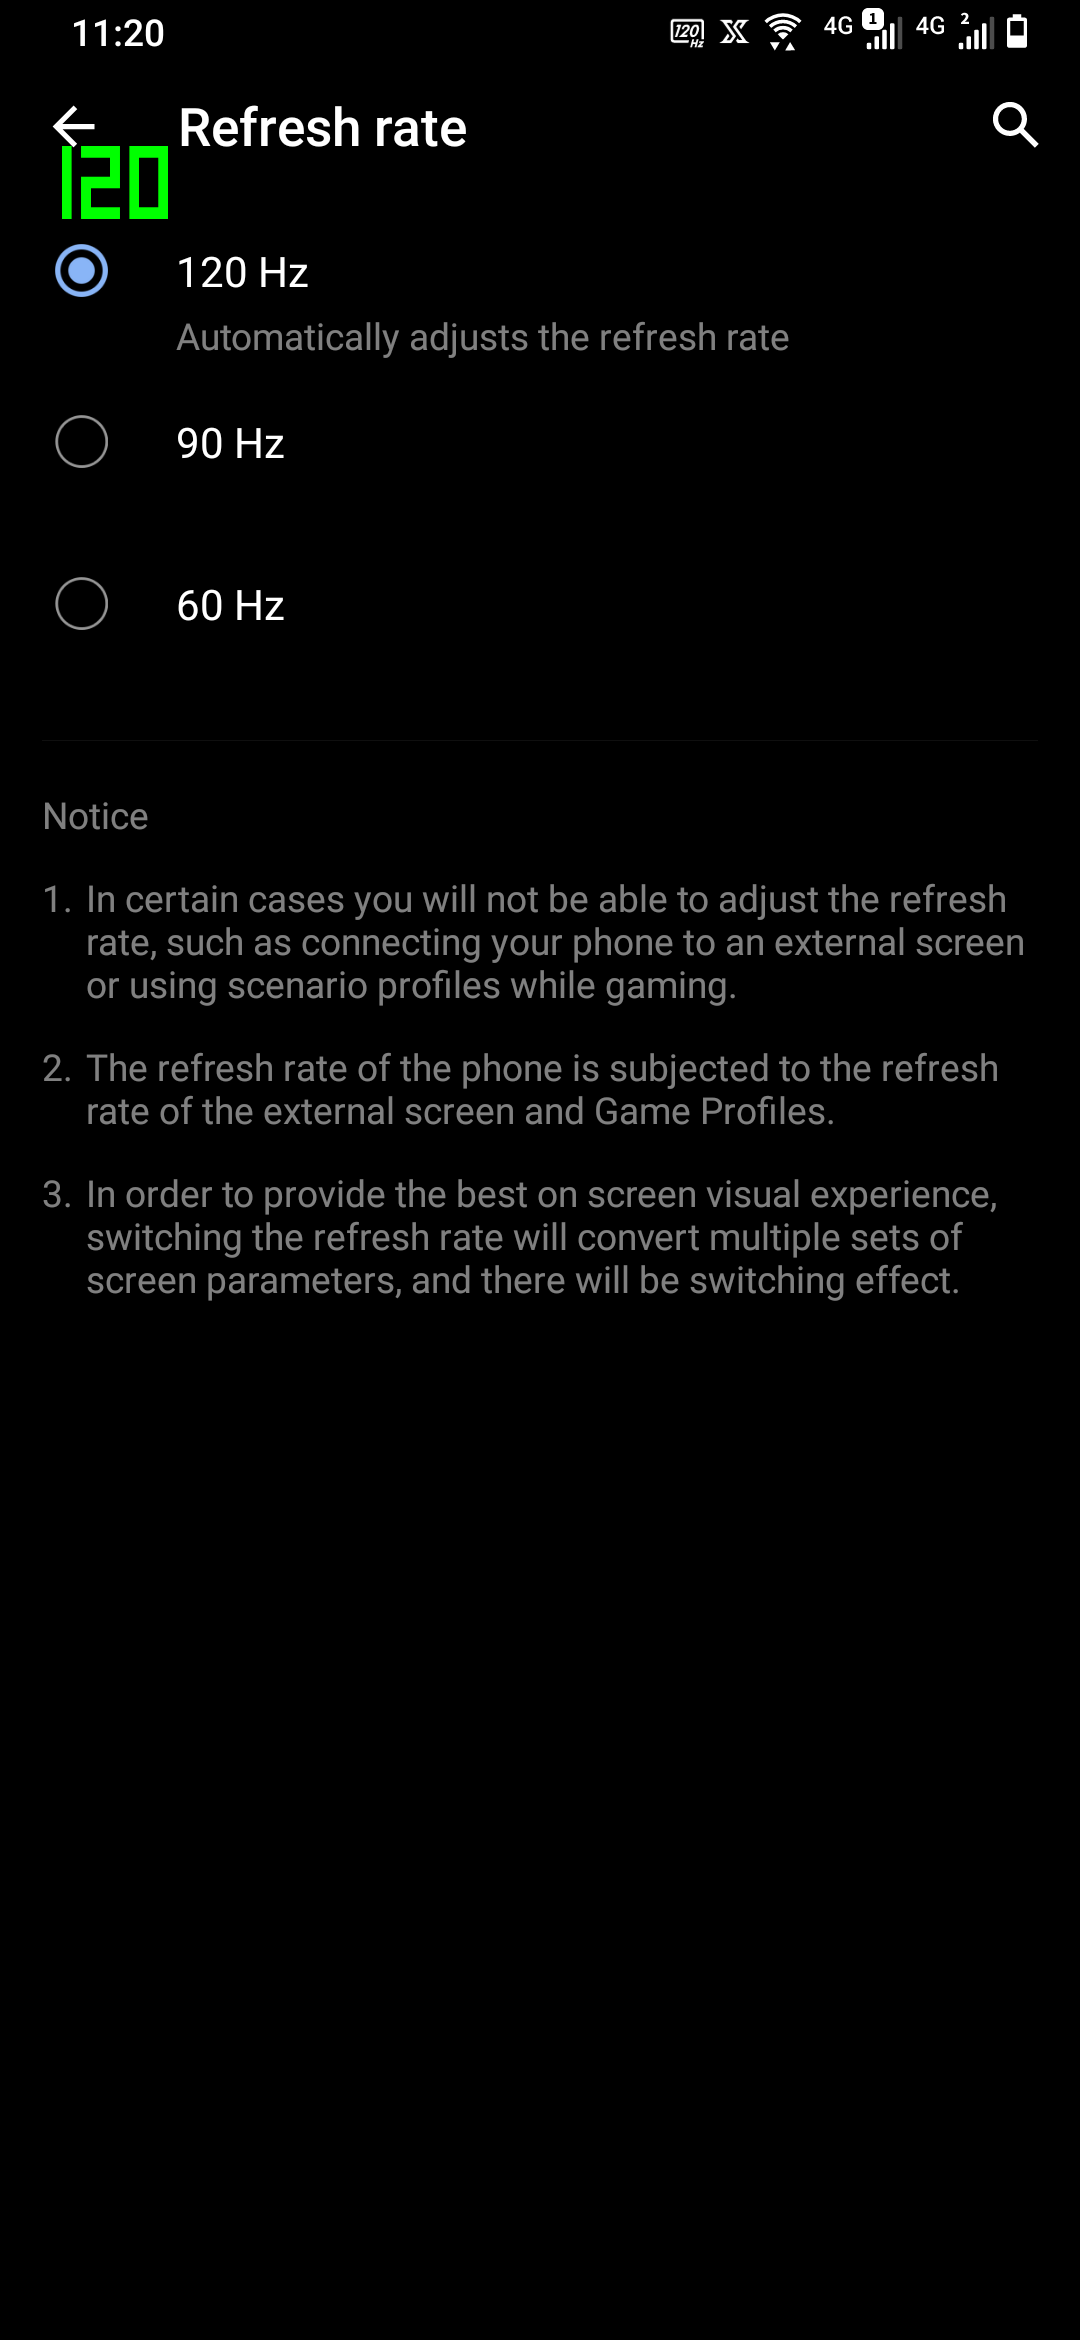 11:20 120 Hz 4G 1 4G 2
Refresh rate
120
120 Hz
Automatically adjusts the refresh rate
90 Hz
60 Hz
Notice
1. In certain cases you will not be able to adjust the refresh
rate, such as connecting your phone to an external screen
or using scenario profiles while gaming.
2. The refresh rate of the phone is subjected to the refresh
rate of the external screen and Game Profiles.
3. In order to provide the best on screen visual experience,
switching the refresh rate will convert multiple sets of
screen parameters, and there will be switching effect.